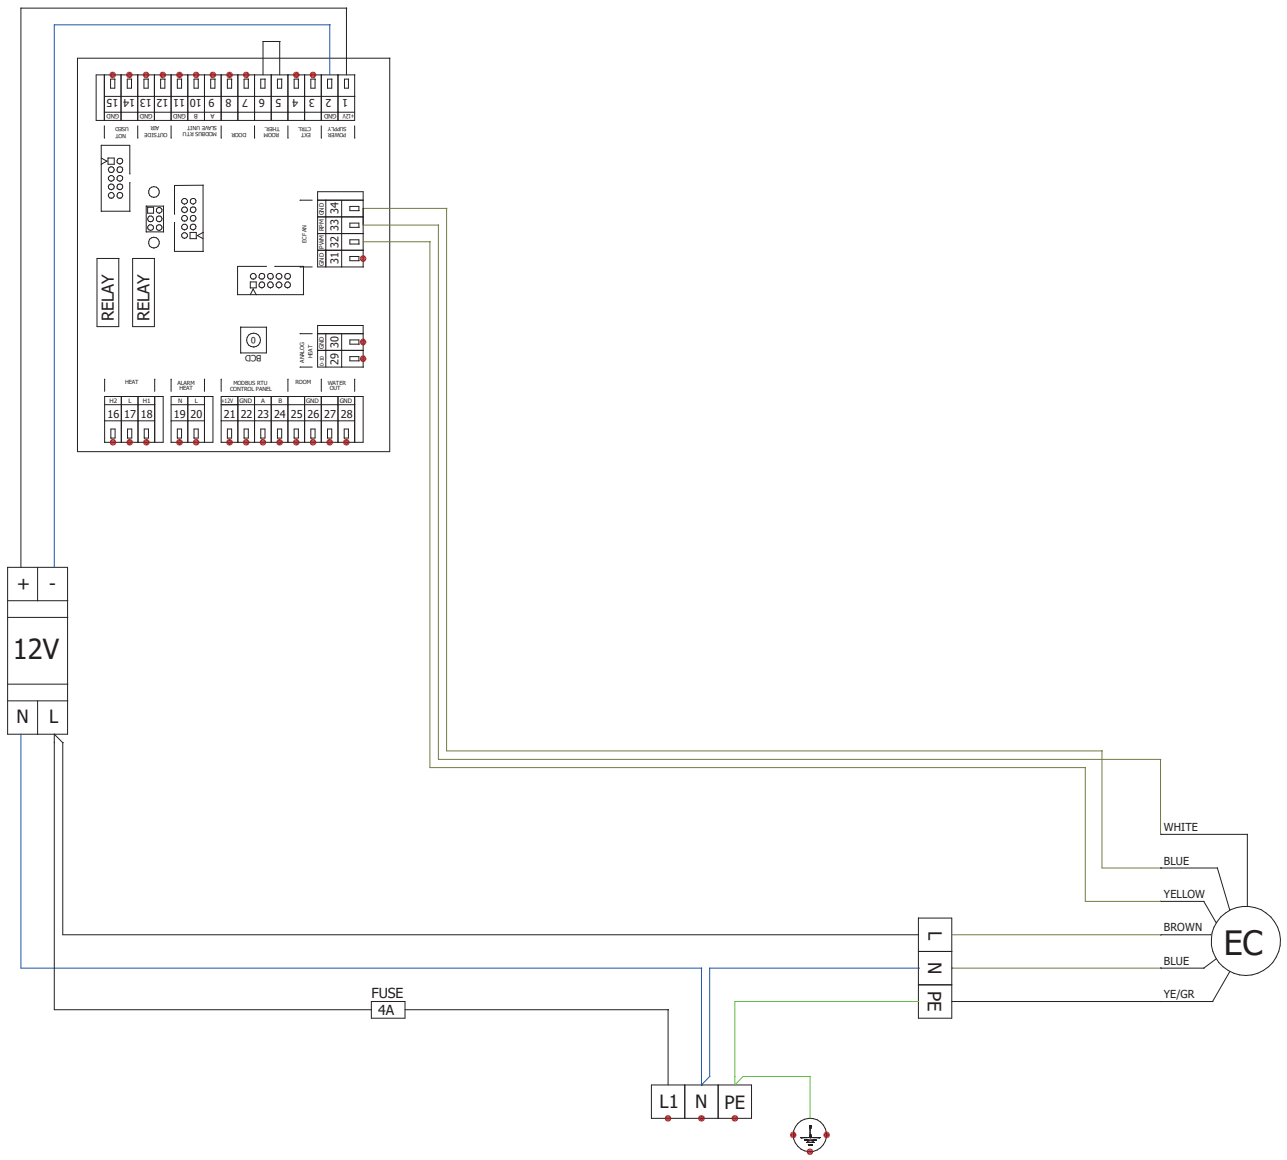 15 14 13 12 11 10 9 8 7 6 5 4 3 2 1
GND GND GND B A GND +12V
NOT USED
OUTSIDE AIR
MODBUS RTU SLAVE UNIT
DOOR
ROOM THER.
EXT CTRL
POWER SUPPLY
ECFAN
GND 34
RPM 33
PWM 32
GND 31
RELAY RELAY
0
BCD
ANALOG HEAT
GND 30
0-10 29
HEAT
ALARM HEAT
MODBUS RTU CONTROL PANEL
ROOM
WATER OUT
H2 L H1 N L +12V GND A B GND GND
16 17 18 19 20 21 22 23 24 25 26 27 28
+ -
12V
N L
WHITE
BLUE
YELLOW
L BROWN
EC
N BLUE
PE YE/GR
FUSE
4A
L1 N PE